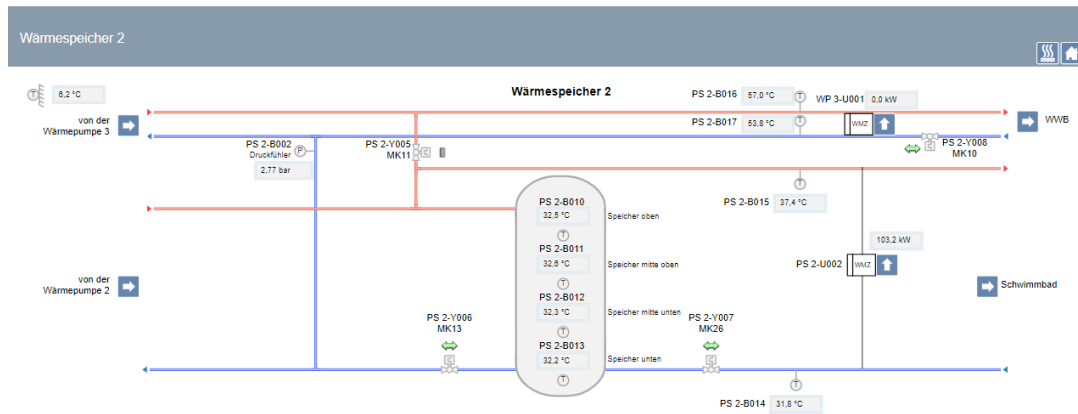 Wärmespeicher 2
T
6,2 °C
Wärmespeicher 2
PS 2-B016
57,0 °C
T
WP 3-U001
0,0 kW
von der
Wärmepumpe 3
PS 2-B017
53,8 °C
T
WMZ
WWB
PS 2-B002
Druckfühler
P
2,77 bar
PS 2-Y005
MK11
PS 2-Y008
MK10
T
PS 2-B015
37,4 °C
PS 2-B010
32,5 °C
Speicher oben
T
PS 2-B011
32,6 °C
Speicher mitte oben
T
103,2 kW
PS 2-U002
WMZ
von der
Wärmepumpe 2
Schwimmbad
PS 2-B012
32,3 °C
Speicher mitte unten
T
PS 2-Y006
MK13
PS 2-Y007
MK26
PS 2-B013
32,2 °C
Speicher unten
T
T
PS 2-B014
31,8 °C